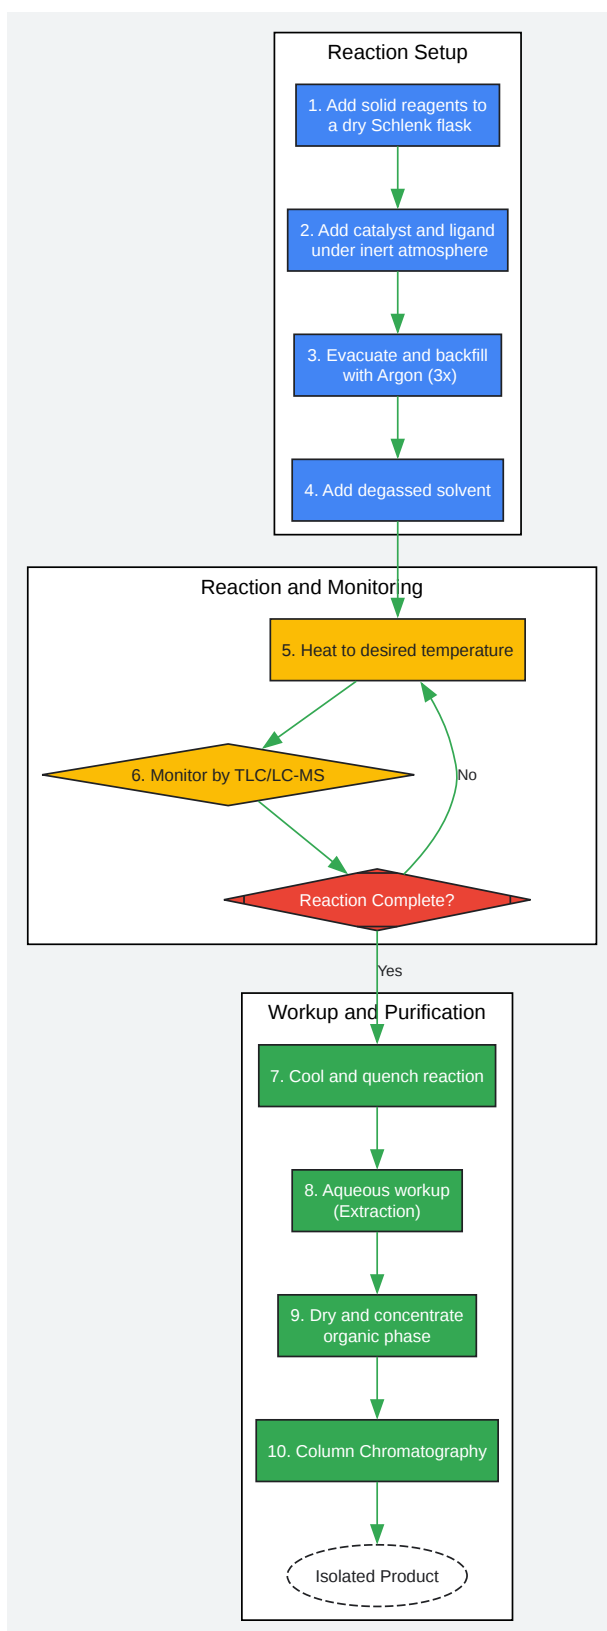 Reaction Setup
1. Add solid reagents to
a dry Schlenk flask
2. Add catalyst and ligand
under inert atmosphere
3. Evacuate and backfill
with Argon (3x)
4. Add degassed solvent
Reaction and Monitoring
5. Heat to desired temperature
6. Monitor by TLC/LC-MS
No
Reaction Complete?
Yes
Workup and Purification
7. Cool and quench reaction
8. Aqueous workup
(Extraction)
9. Dry and concentrate
organic phase
10. Column Chromatography
Isolated Product